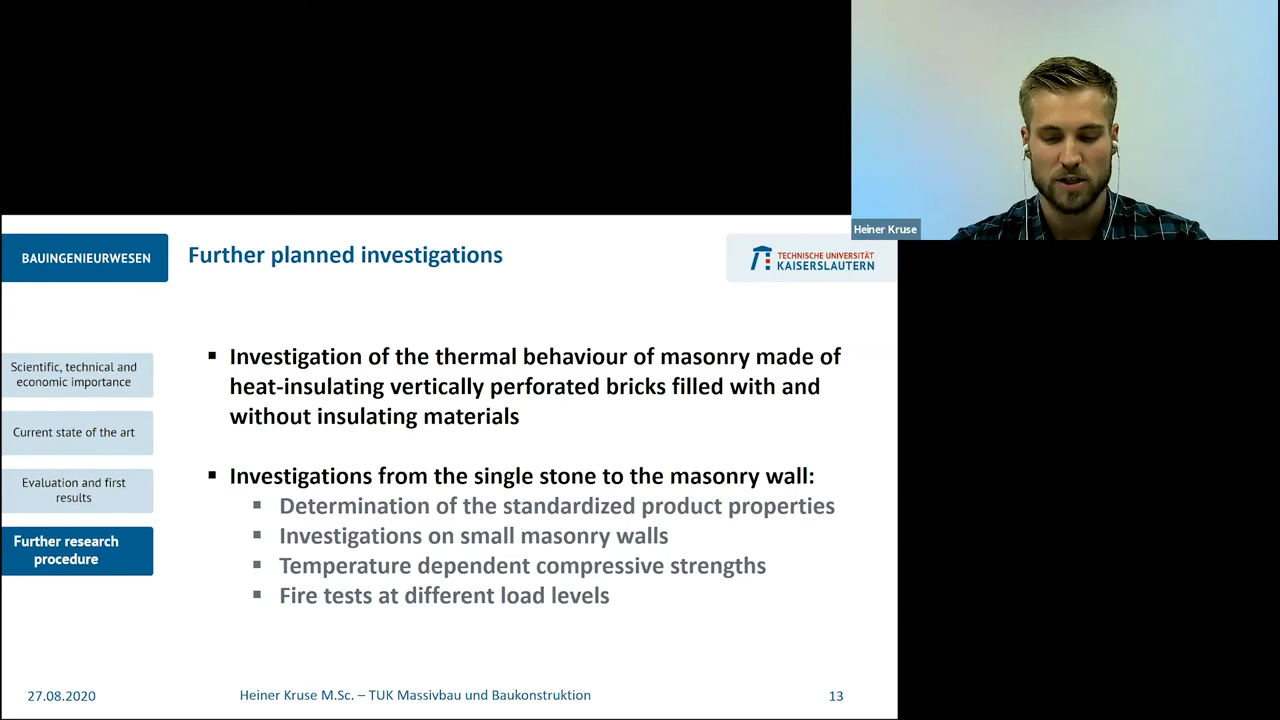 Heiner Kruse
BAUINGENIEURWESEN
Further planned investigations
TECHNISCHE UNIVERSITÄT
KAISERSLAUTERN
Scientific, technical and
economic importance
Current state of the art
Evaluation and first
results
Further research
procedure
▪ Investigation of the thermal behaviour of masonry made of
heat-insulating vertically perforated bricks filled with and
without insulating materials
▪ Investigations from the single stone to the masonry wall:
▪ Determination of the standardized product properties
▪ Investigations on small masonry walls
▪ Temperature dependent compressive strengths
▪ Fire tests at different load levels
27.08.2020
Heiner Kruse M.Sc. – TUK Massivbau und Baukonstruktion
13